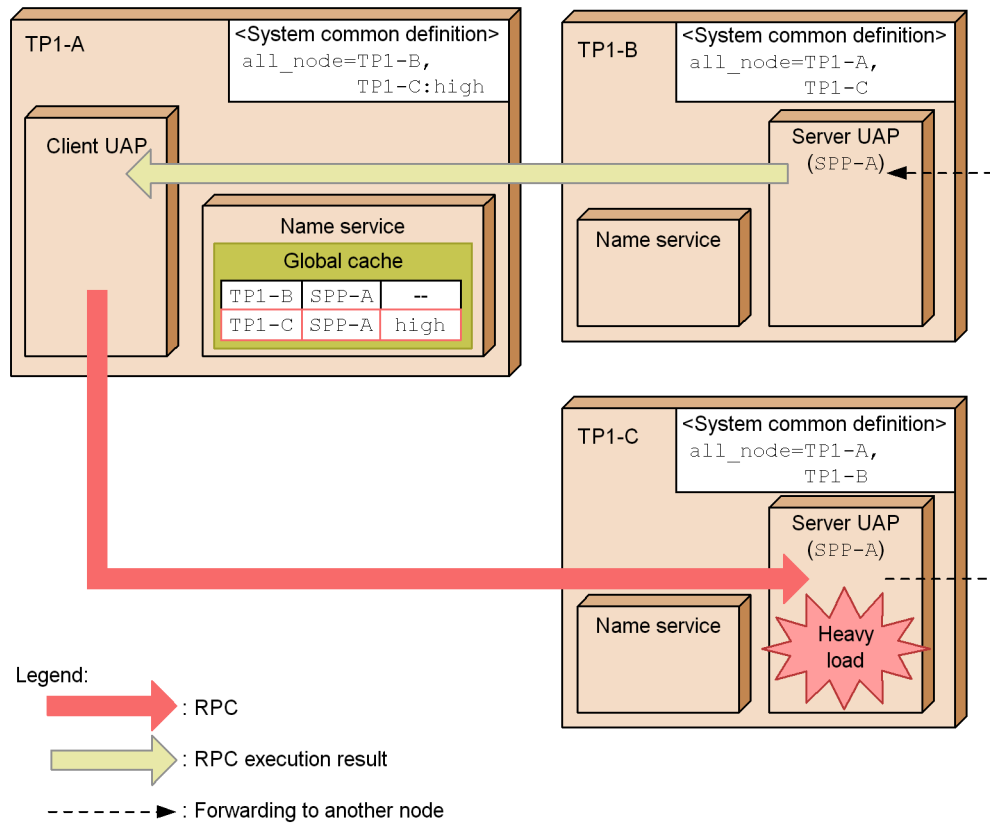 TP1-A
<System common definition>
all_node=TP1-B,
TP1-C:high
Client UAP
Name service
Global cache
TP1-B SPP-A --
TP1-C SPP-A high
TP1-B
<System common definition>
all_node=TP1-A,
TP1-C
Server UAP
(SPP-A)
Name service
TP1-C
<System common definition>
all_node=TP1-A,
TP1-B
Server UAP
(SPP-A)
Name service
Heavy
load
Legend:
: RPC
: RPC execution result
: Forwarding to another node